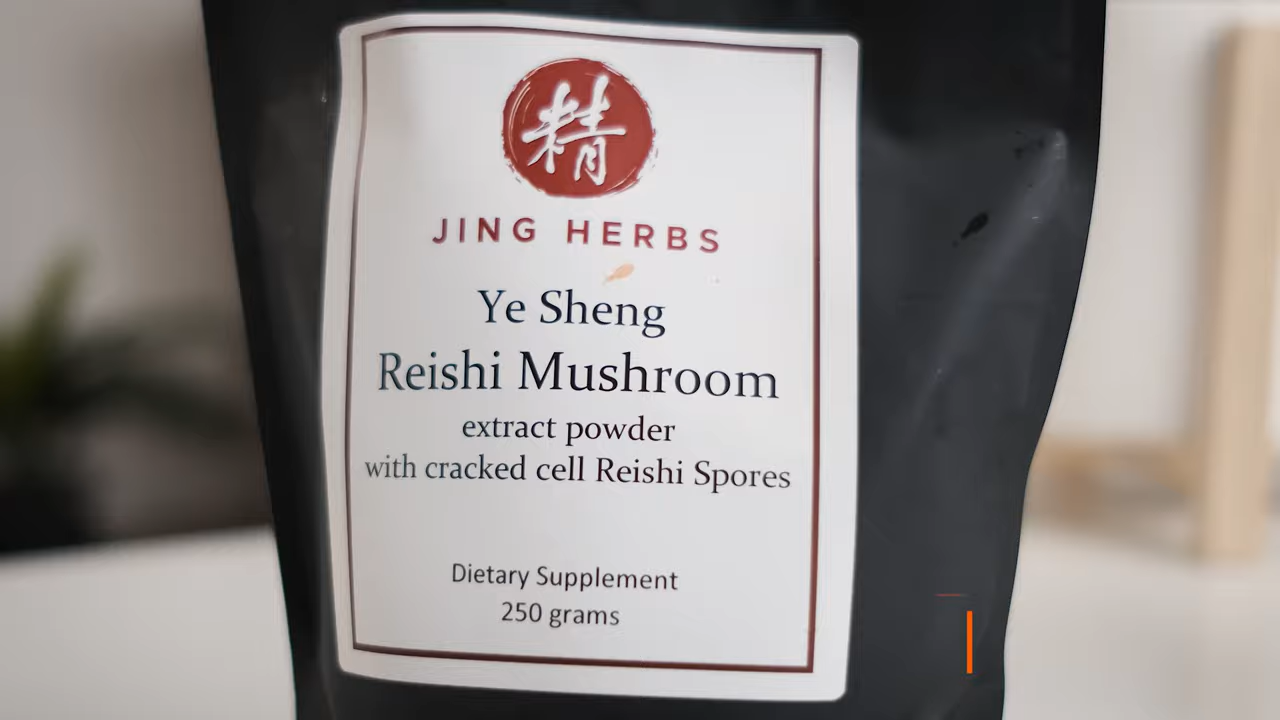 精
JING HERBS
Ye Sheng
Reishi Mushroom
extract powder
with cracked cell Reishi Spores
Dietary Supplement
250 grams